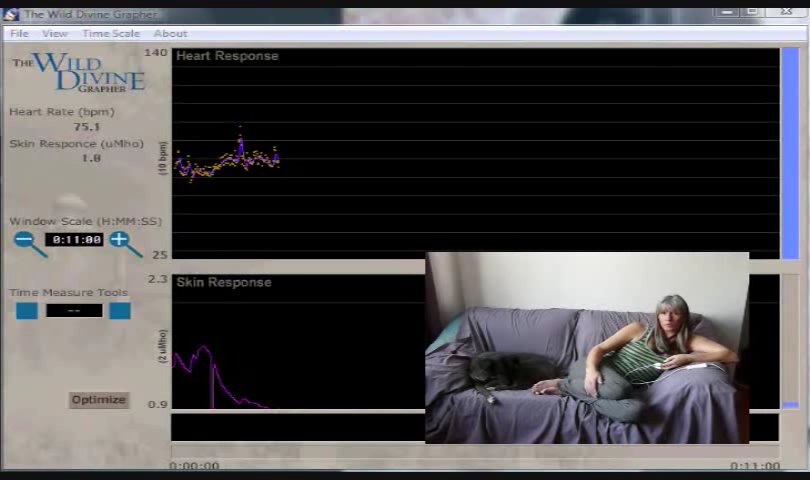 The Wild Divine Grapher
File View Time Scale About
THE WILD DIVINE GRAPHER
Heart Rate (bpm)
75.1
Skin Responce (uMho)
1.0
Window Scale (H:MM:SS)
0:11:00
Time Measure Tools
--
Optimize
140
Heart Response
(10 bpm)
25
2.3
Skin Response
(2 uMho)
0.9
0:00:00 0:11:00